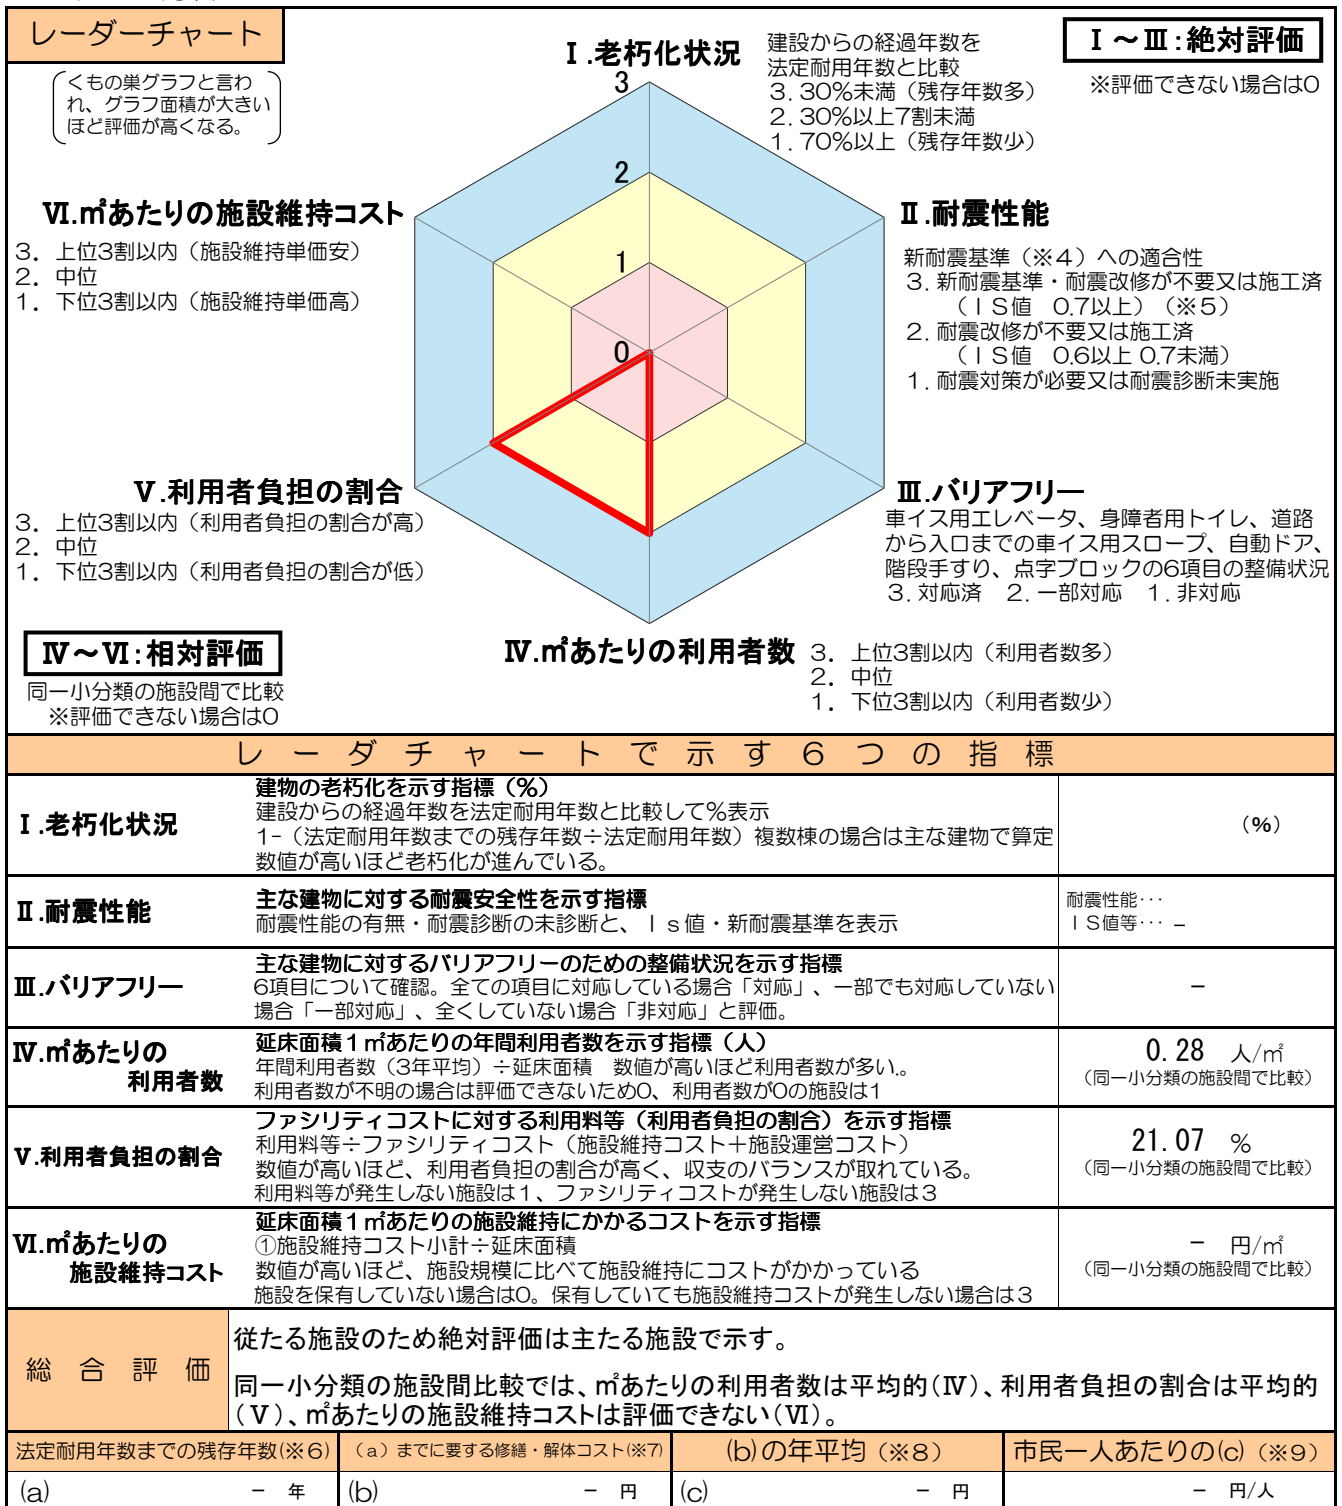 レーダーチャート
くもの巣グラフと言わ
れ、グラフ面積が大きい
ほど評価が高くなる。
Ⅰ～Ⅲ：絶対評価
※評価できない場合は0
Ⅰ.老朽化状況
建設からの経過年数を
法定耐用年数と比較
3. 30%未満（残存年数多）
2. 30%以上7割未満
1. 70%以上（残存年数少）
3
2
1
0
Ⅵ.㎡あたりの施設維持コスト
3. 上位3割以内（施設維持単価安）
2. 中位
1. 下位3割以内（施設維持単価高）
Ⅱ.耐震性能
新耐震基準（※4）への適合性
3. 新耐震基準・耐震改修が不要又は施工済
（ＩＳ値 0.7以上）（※5）
2. 耐震改修が不要又は施工済
（ＩＳ値 0.6以上 0.7未満）
1. 耐震対策が必要又は耐震診断未実施
Ⅴ.利用者負担の割合
3. 上位3割以内（利用者負担の割合が高）
2. 中位
1. 下位3割以内（利用者負担の割合が低）
Ⅲ.バリアフリー
車イス用エレベータ、身障者用トイレ、道路
から入口までの車イス用スロープ、自動ドア、
階段手すり、点字ブロックの6項目の整備状況
3. 対応済 2. 一部対応 1. 非対応
Ⅳ～Ⅵ：相対評価
同一小分類の施設間で比較
※評価できない場合は0
Ⅳ.㎡あたりの利用者数
3. 上位3割以内（利用者数多）
2. 中位
1. 下位3割以内（利用者数少）
レーダチャートで示す６つの指標
Ⅰ.老朽化状況
建物の老朽化を示す指標（％）
建設からの経過年数を法定耐用年数と比較して%表示
1-（法定耐用年数までの残存年数÷法定耐用年数）複数棟の場合は主な建物で算定
数値が高いほど老朽化が進んでいる。
（%）
Ⅱ.耐震性能
主な建物に対する耐震安全性を示す指標
耐震性能の有無・耐震診断の未診断と、Ｉｓ値・新耐震基準を表示
耐震性能･･･
ＩＳ値等･･･ －
Ⅲ.バリアフリー
主な建物に対するバリアフリーのための整備状況を示す指標
6項目について確認。全ての項目に対応している場合「対応」、一部でも対応していない
場合「一部対応」、全くしていない場合「非対応」と評価。
－
Ⅳ.㎡あたりの
利用者数
延床面積１㎡あたりの年間利用者数を示す指標（人）
年間利用者数（3年平均）÷延床面積 数値が高いほど利用者数が多い。
利用者数が不明の場合は評価できないため0、利用者数が0の施設は1
0.28 人/㎡
（同一小分類の施設間で比較）
Ⅴ.利用者負担の割合
ファシリティコストに対する利用料等（利用者負担の割合）を示す指標
利用料等÷ファシリティコスト（施設維持コスト＋施設運営コスト）
数値が高いほど、利用者負担の割合が高く、収支のバランスが取れている。
利用料等が発生しない施設は１、ファシリティコストが発生しない施設は３
21.07 %
（同一小分類の施設間で比較）
Ⅵ.㎡あたりの
施設維持コスト
延床面積１㎡あたりの施設維持にかかるコストを示す指標
①施設維持コスト小計÷延床面積
数値が高いほど、施設規模に比べて施設維持にコストがかかっている
施設を保有していない場合は0。保有していても施設維持コストが発生しない場合は３
－ 円/㎡
（同一小分類の施設間で比較）
総合評価
従たる施設のため絶対評価は主たる施設で示す。
同一小分類の施設間比較では、㎡あたりの利用者数は平均的(Ⅳ)、利用者負担の割合は平均的
(Ⅴ)、㎡あたりの施設維持コストは評価できない(Ⅵ)。
法定耐用年数までの残存年数(※6)
（a）までに要する修繕・解体コスト(※7)
(b)の年平均（※8）
市民一人あたりの(c)（※9）
(a) － 年
(b) － 円
(c) － 円
－ 円/人